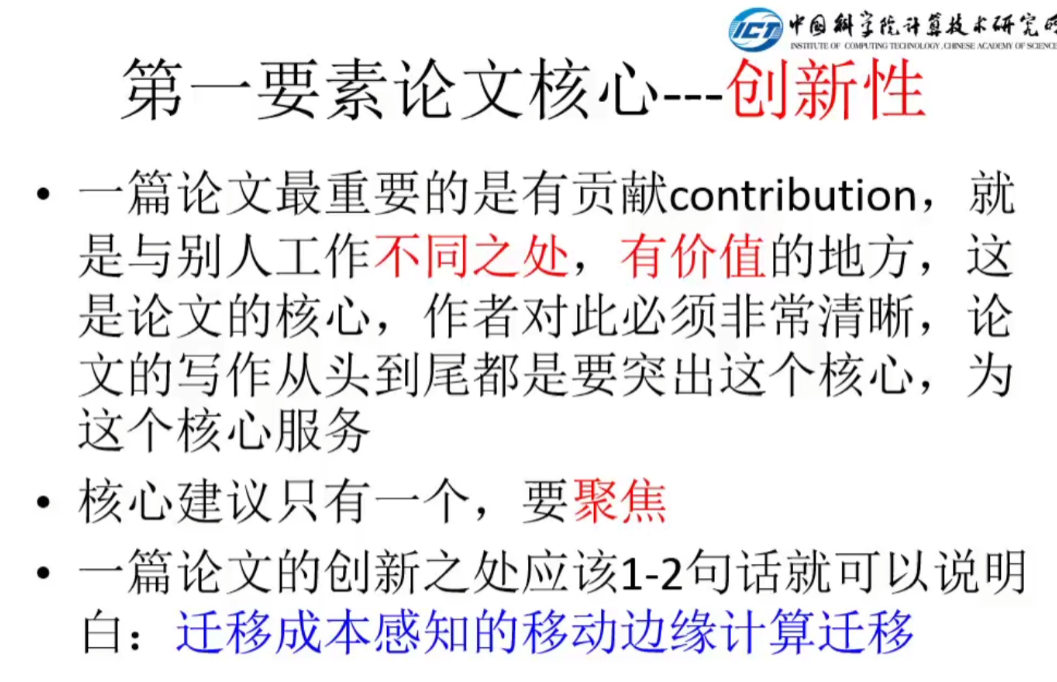 中国科学院计算技术研究所
INSTITUTE OF COMPUTING TECHNOLOGY, CHINESE ACADEMY OF SCIENCE
第一要素论文核心---创新性
• 一篇论文最重要的是有贡献contribution，就
是与别人工作不同之处，有价值的地方，这
是论文的核心，作者对此必须非常清晰，论
文的写作从头到尾都是要突出这个核心，为
这个核心服务
• 核心建议只有一个，要聚焦
• 一篇论文的创新之处应该1-2句话就可以说明
白：迁移成本感知的移动边缘计算迁移